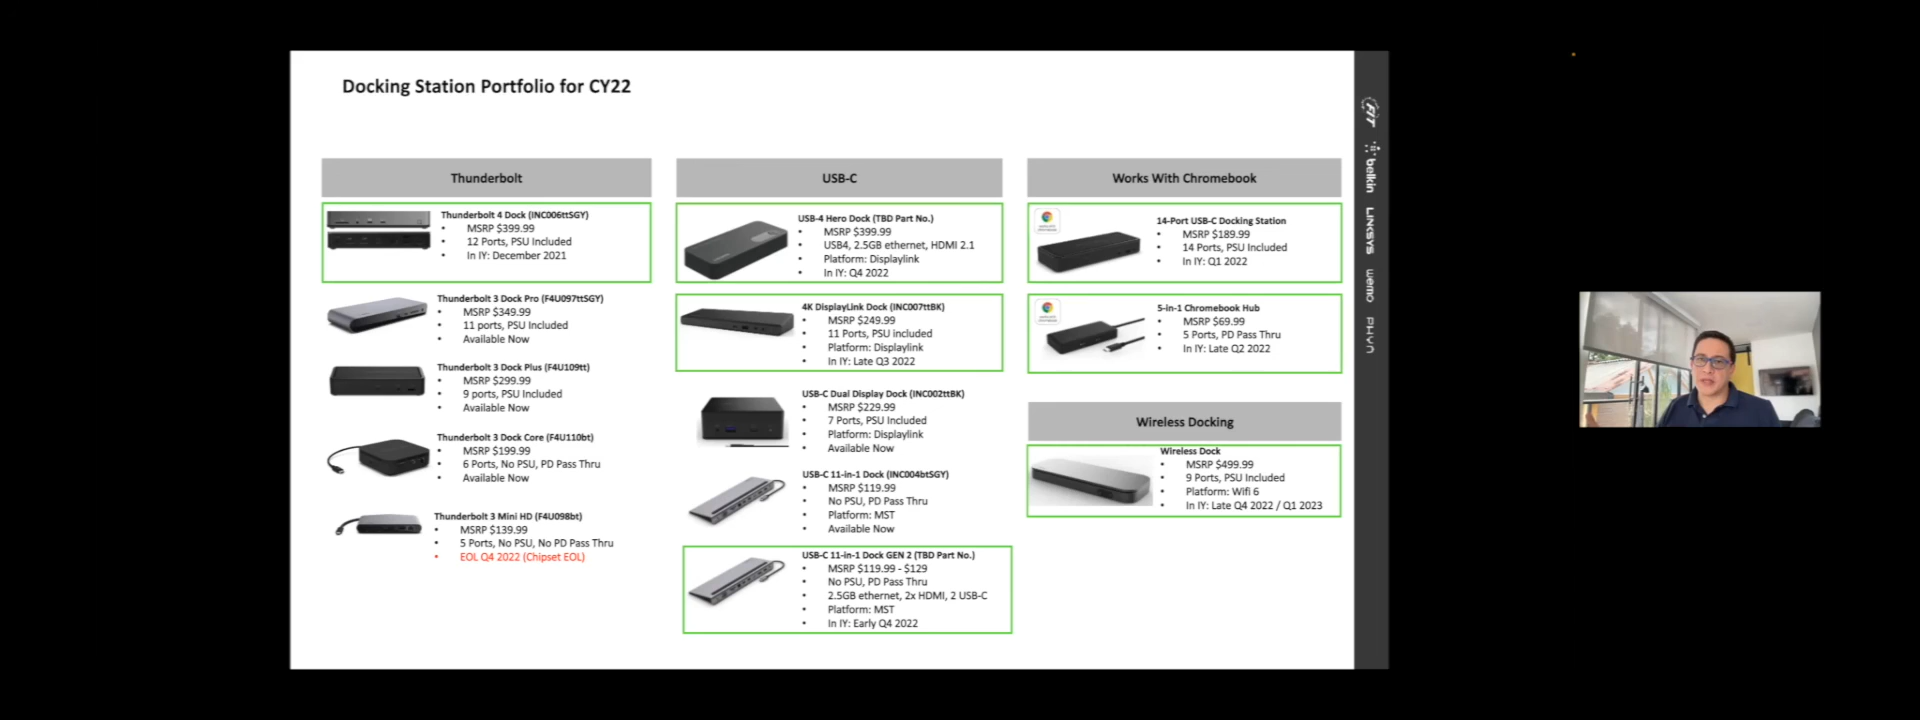 Docking Station Portfolio for CY22
Thunderbolt
Thunderbolt 4 Dock (INC006ttSGY)
• MSRP $399.99
• 12 Ports, PSU Included
• In IY: December 2021
Thunderbolt 3 Dock Pro (F4U097ttSGY)
• MSRP $349.99
• 11 ports, PSU Included
• Available Now
Thunderbolt 3 Dock Plus (F4U109tt)
• MSRP $299.99
• 9 ports, PSU Included
• Available Now
Thunderbolt 3 Dock Core (F4U110bt)
• MSRP $199.99
• 6 Ports, No PSU, PD Pass Thru
• Available Now
Thunderbolt 3 Mini HD (F4U098bt)
• MSRP $139.99
• 5 Ports, No PSU, No PD Pass Thru
• EOL Q4 2022 (Chipset EOL)
USB-C
USB-4 Hero Dock (TBD Part No.)
• MSRP $399.99
• USB4, 2.5GB ethernet, HDMI 2.1
• Platform: Displaylink
• In IY: Q4 2022
4K DisplayLink Dock (INC007ttBK)
• MSRP $249.99
• 11 Ports, PSU included
• Platform: Displaylink
• In IY: Late Q3 2022
USB-C Dual Display Dock (INC002ttBK)
• MSRP $229.99
• 7 Ports, PSU Included
• Platform: Displaylink
• Available Now
USB-C 11-in-1 Dock (INC004btSGY)
• MSRP $119.99
• No PSU, PD Pass Thru
• Platform: MST
• Available Now
USB-C 11-in-1 Dock GEN 2 (TBD Part No.)
• MSRP $119.99 - $129
• No PSU, PD Pass Thru
• 2.5GB ethernet, 2x HDMI, 2 USB-C
• Platform: MST
• In IY: Early Q4 2022
Works With Chromebook
14-Port USB-C Docking Station
• MSRP $189.99
• 14 Ports, PSU Included
• In IY: Q1 2022
5-in-1 Chromebook Hub
• MSRP $69.99
• 5 Ports, PD Pass Thru
• In IY: Late Q2 2022
Wireless Docking
Wireless Dock
• MSRP $499.99
• 9 Ports, PSU Included
• Platform: Wifi 6
• In IY: Late Q4 2022 / Q1 2023
FIT
belkin
LINKSYS
wemo
PHYN